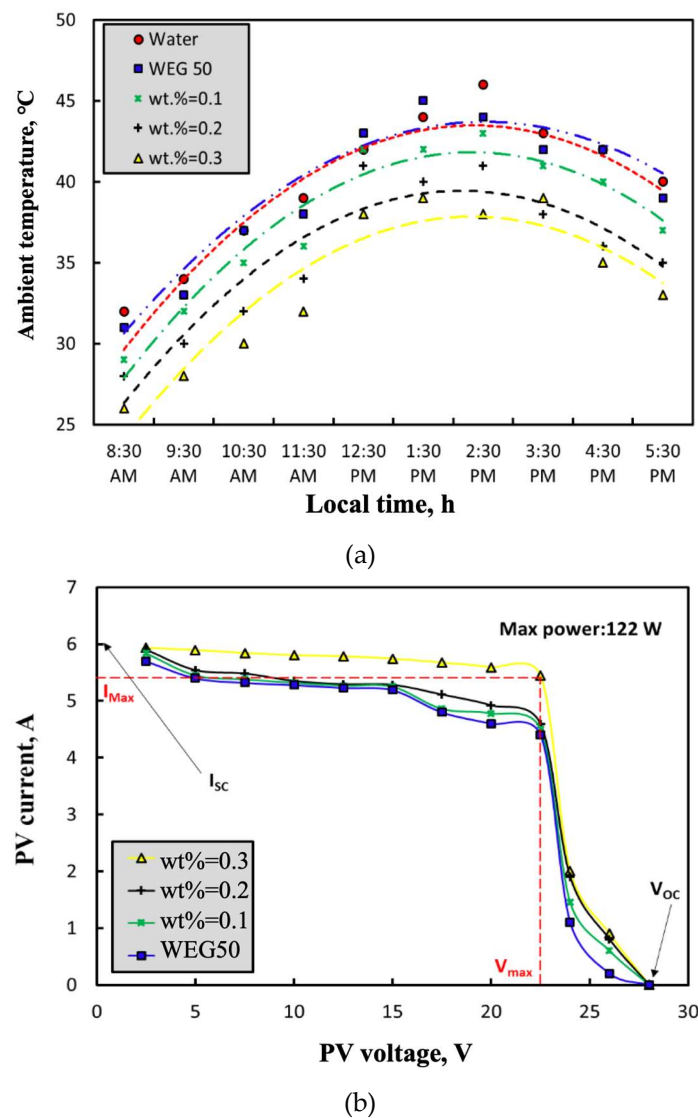 50
45
40
35
30
25
Ambient temperature, °C
Water
WEG 50
wt.%=0.1
wt.%=0.2
wt.%=0.3
8:30 9:30 10:30 11:30 12:30 1:30 2:30 3:30 4:30 5:30
AM AM AM AM PM PM PM PM PM PM
Local time, h
(a)
7
6
5
4
3
2
1
0
PV current, A
Max power:122 W
IMax
ISC
wt%=0.3
wt%=0.2
wt%=0.1
WEG50
VOC
Vmax
0 5 10 15 20 25 30
PV voltage, V
(b)